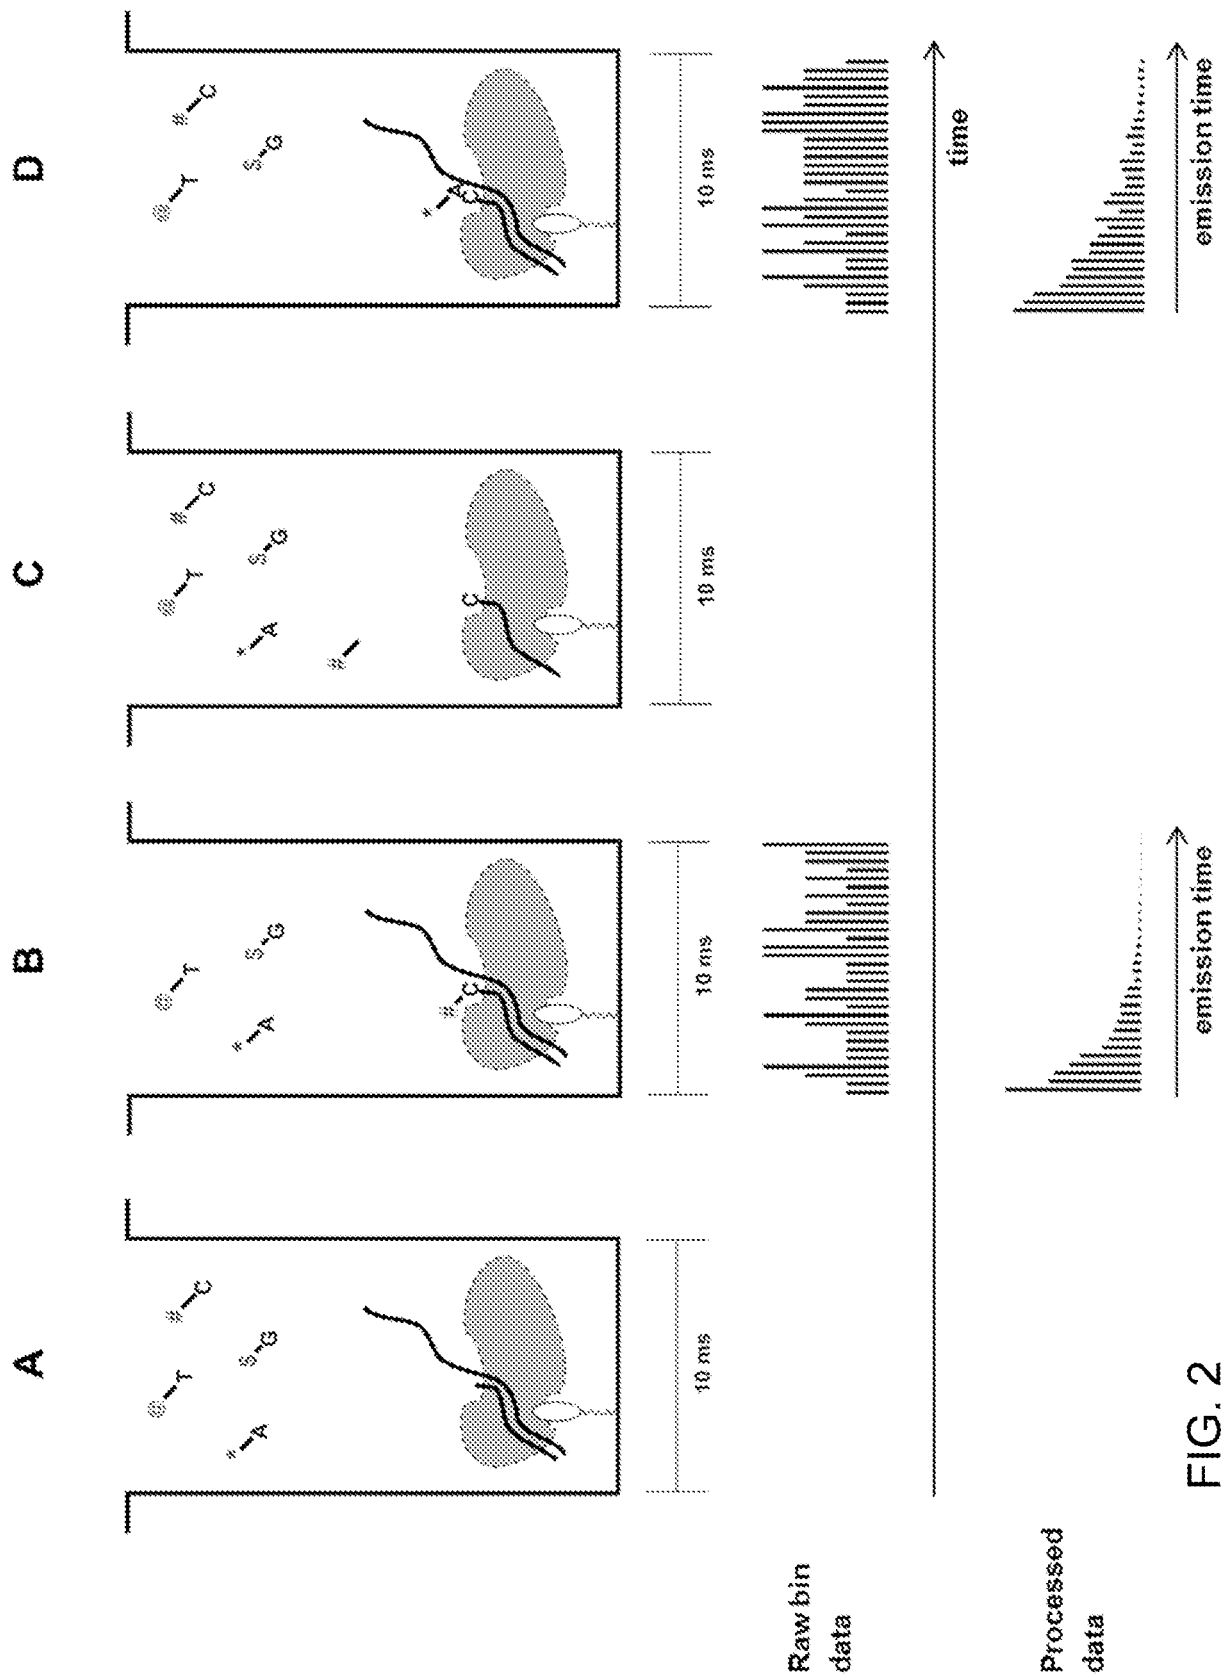 A
B
C
D
@ T
# C
* A
S G
@ T
* A
S G
# C
@ T
# C
* A
S G
#
C
@ T
# C
S G
* A
C
10 ms
10 ms
10 ms
10 ms
Raw bin
data
time
Processed
data
emission time
emission time
FIG. 2